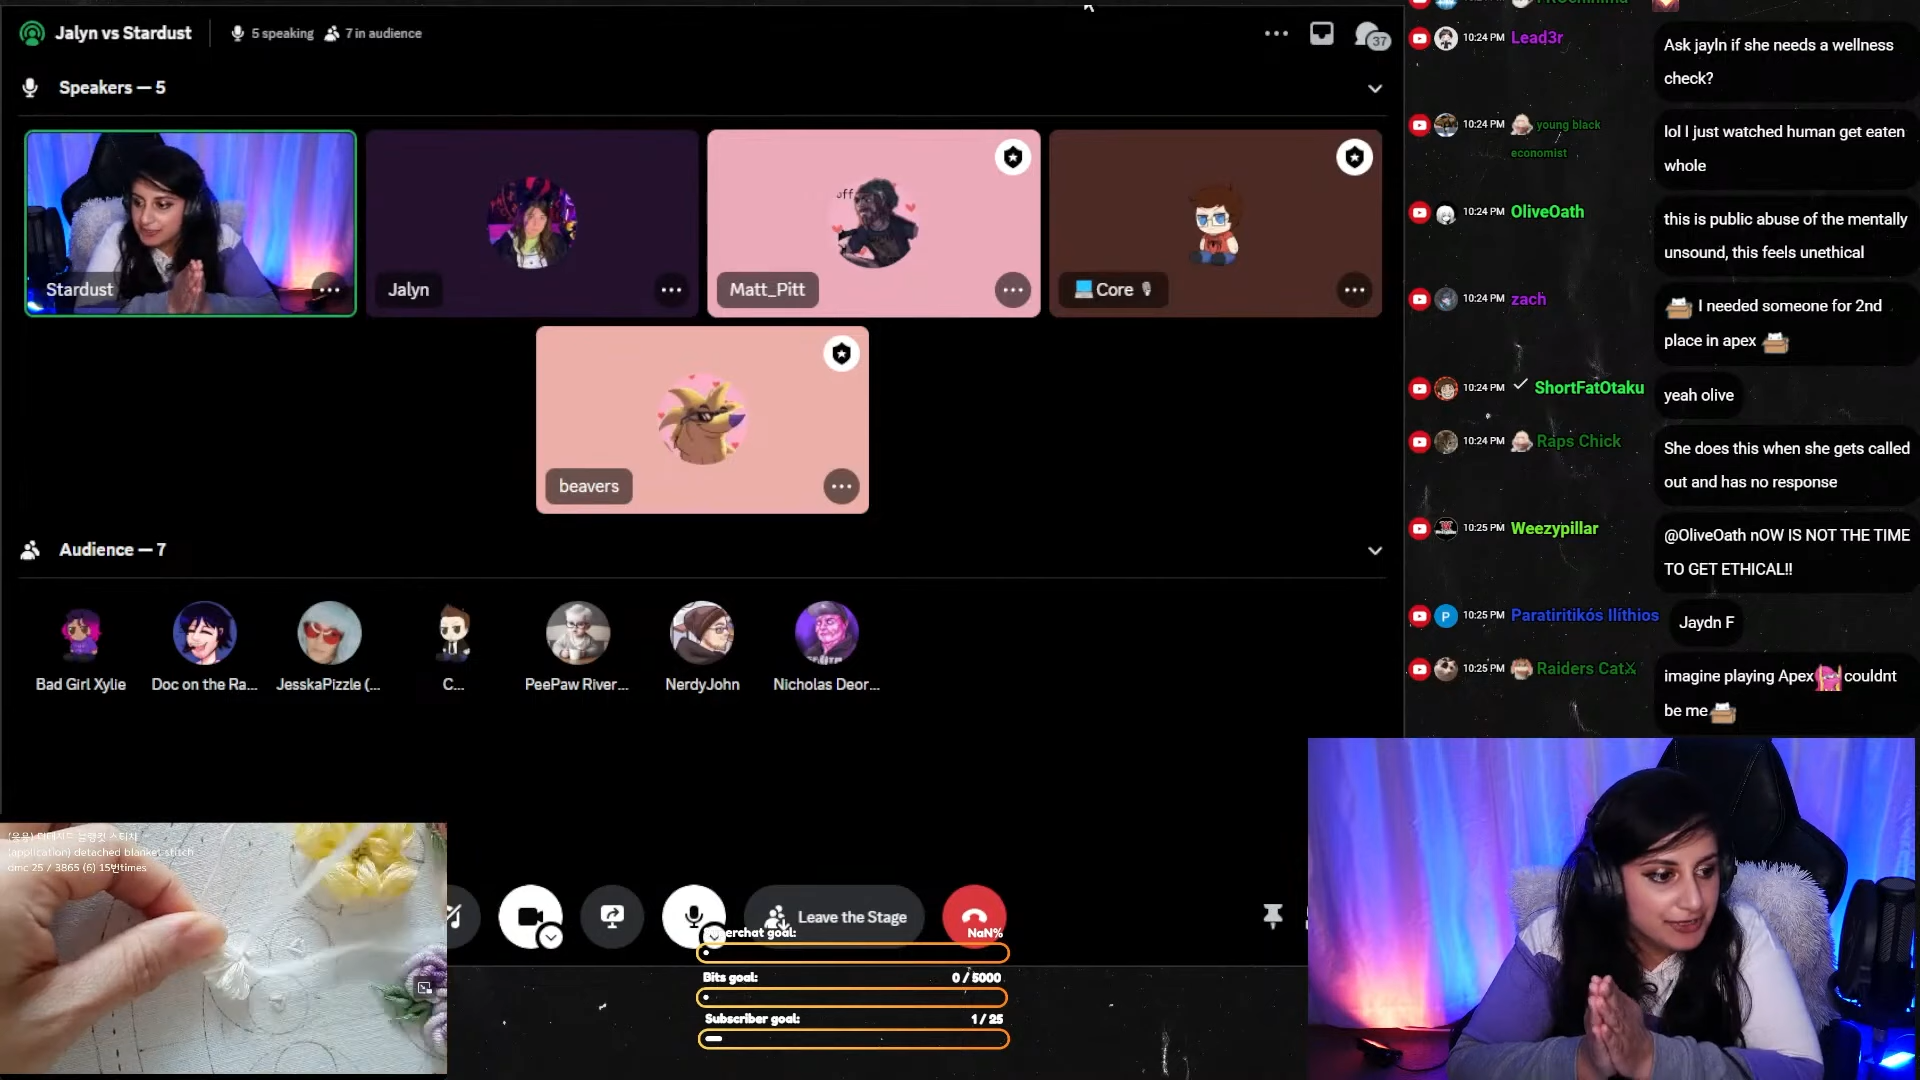 Jalyn vs Stardust
5 speaking
7 in audience
37
Speakers — 5
Stardust
Jalyn
off
Matt_Pitt
Core
beavers
Audience — 7
Bad Girl Xylie
Doc on the Ra...
JesskaPizzle (...
C...
PeePaw River...
NerdyJohn
Nicholas Deor...
(application) detached blanket stitch
dmc 25 / 3865 (6) 15번times
Leave the Stage
erchat goal:
NaN%
Bits goal:
0 / 5000
Subscriber goal:
1 / 25
10:24 PM
Lead3r
Ask jayln if she needs a wellness
check?
10:24 PM
young black
economist
lol I just watched human get eaten
whole
10:24 PM
OliveOath
this is public abuse of the mentally
unsound, this feels unethical
10:24 PM
zach
I needed someone for 2nd
place in apex
10:24 PM
ShortFatOtaku
yeah olive
10:24 PM
Raps Chick
She does this when she gets called
out and has no response
10:25 PM
Weezypillar
@OliveOath nOW IS NOT THE TIME
TO GET ETHICAL!!
P
10:25 PM
Paratiritikós Ilíthios
Jaydn F
10:25 PM
Raiders Cat
imagine playing Apex couldnt
be me